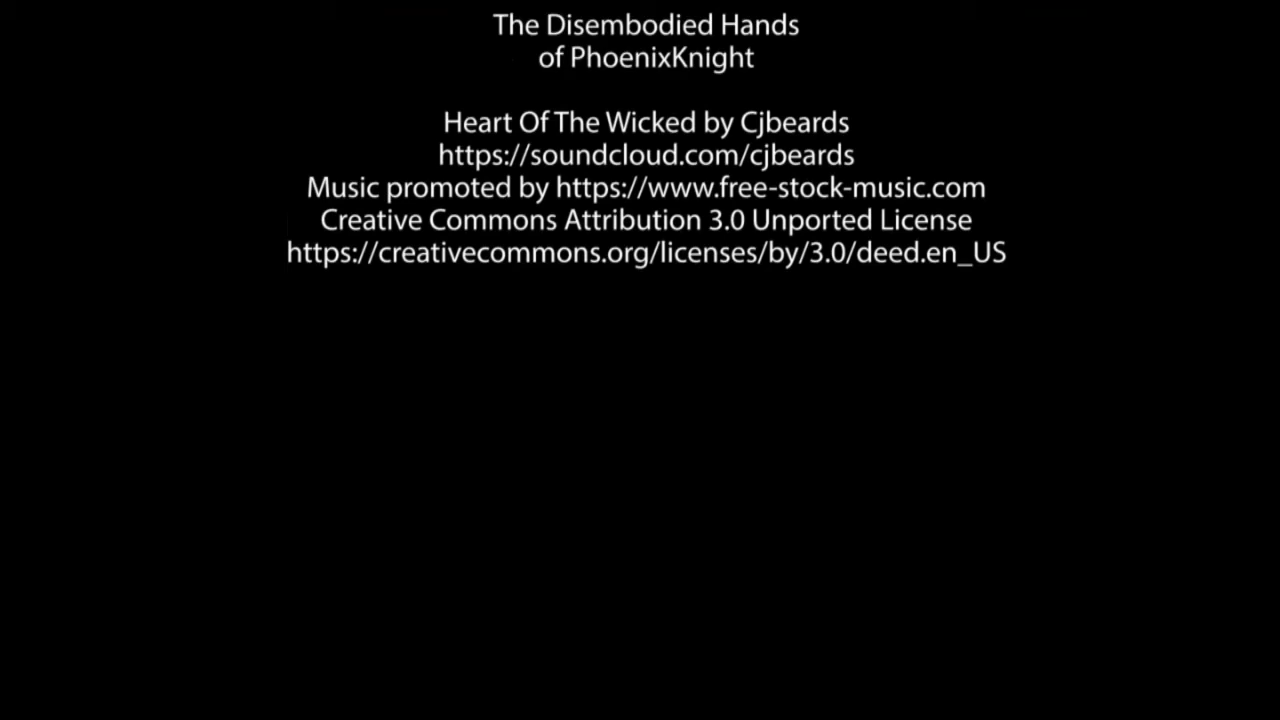 The Disembodied Hands
of PhoenixKnight
Heart Of The Wicked by Cjbeards
https://soundcloud.com/cjbeards
Music promoted by https://www.free-stock-music.com
Creative Commons Attribution 3.0 Unported License
https://creativecommons.org/licenses/by/3.0/deed.en_US